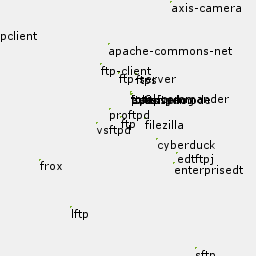 axis-camera
pclient
apache-commons-net
ftp-client
ftp-server
ftps
proftpd
ftp
vsftpd
filezilla
cyberduck
edtftpj
enterprisedt
frox
lftp
sftp